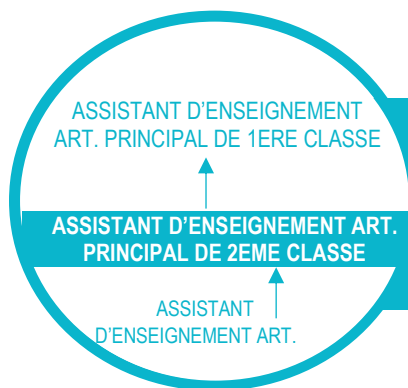 ASSISTANT D’ENSEIGNEMENT
ART. PRINCIPAL DE 1ERE CLASSE
ASSISTANT D’ENSEIGNEMENT ART.
PRINCIPAL DE 2EME CLASSE
ASSISTANT
D’ENSEIGNEMENT ART.